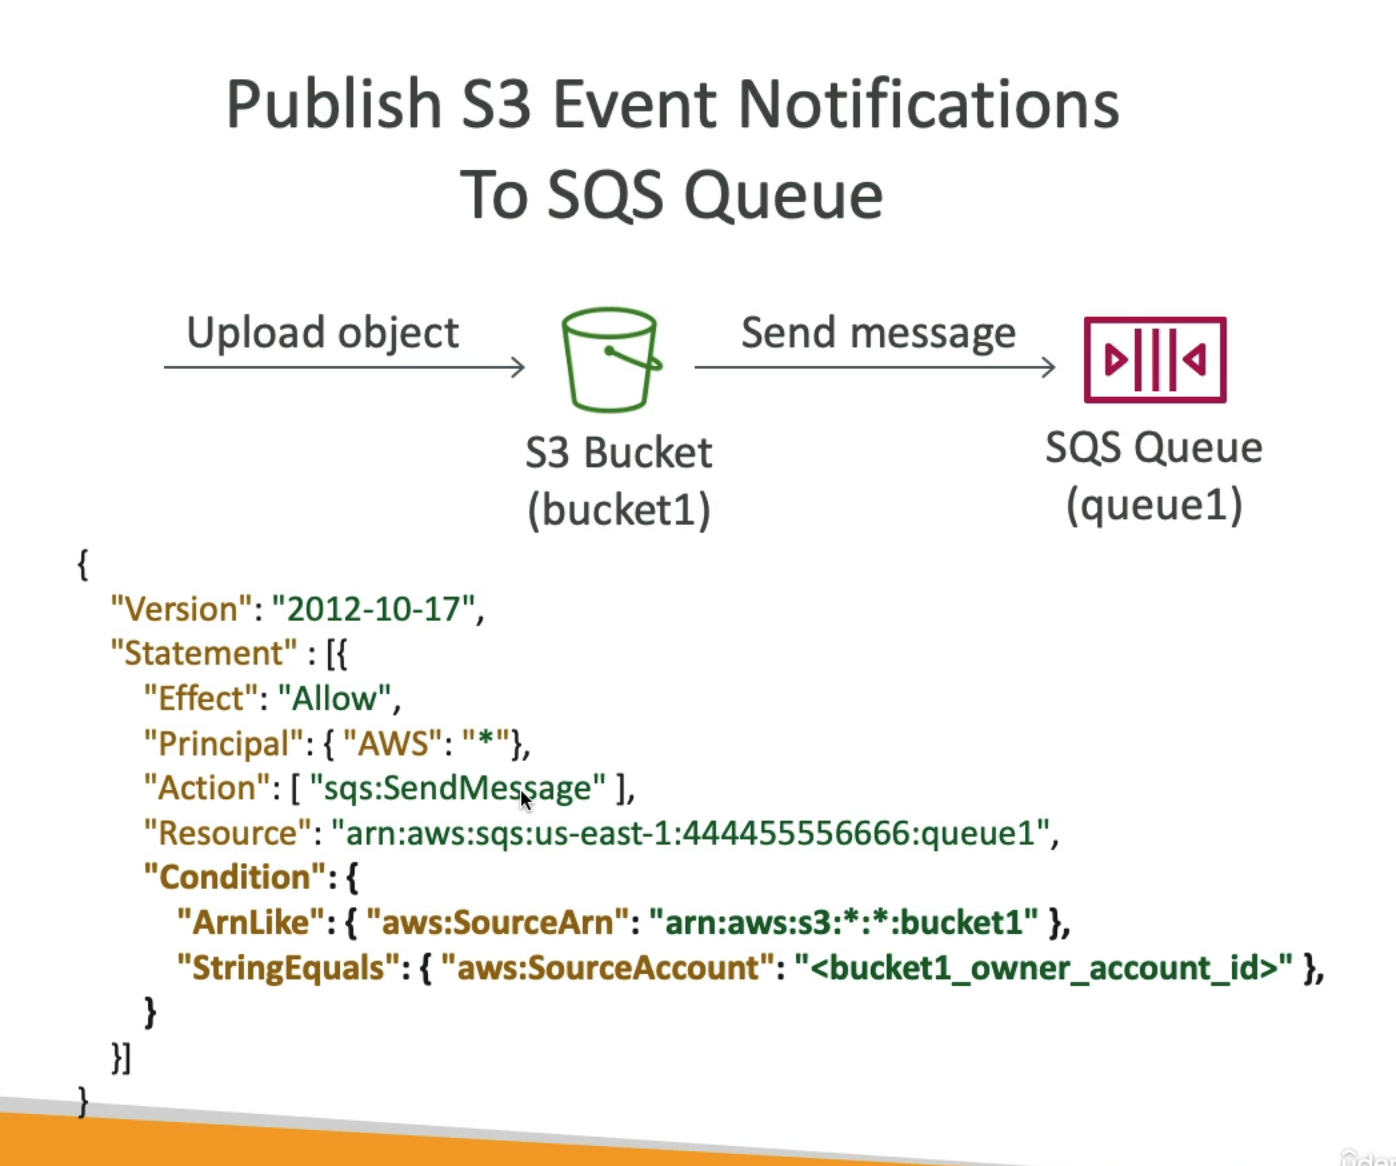 Publish S3 Event Notifications
To SQS Queue
Upload object
Send message
S3 Bucket
(bucket1)
SQS Queue
(queue1)
{
"Version": "2012-10-17",
"Statement" : [{
"Effect": "Allow",
"Principal": { "AWS": "*"},
"Action": [ "sqs:SendMessage" ],
"Resource": "arn:aws:sqs:us-east-1:444455556666:queue1",
"Condition": {
"ArnLike": { "aws:SourceArn": "arn:aws:s3:*:*:bucket1" },
"StringEquals": { "aws:SourceAccount": "<bucket1_owner_account_id>" },
}
}]
}